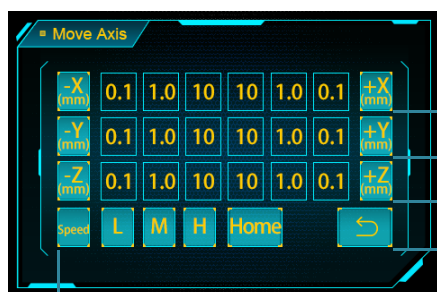 Move Axis
-X (mm) 0.1 1.0 10 10 1.0 0.1 +X (mm)
-Y (mm) 0.1 1.0 10 10 1.0 0.1 +Y (mm)
-Z (mm) 0.1 1.0 10 10 1.0 0.1 +Z (mm)
Speed L M H Home